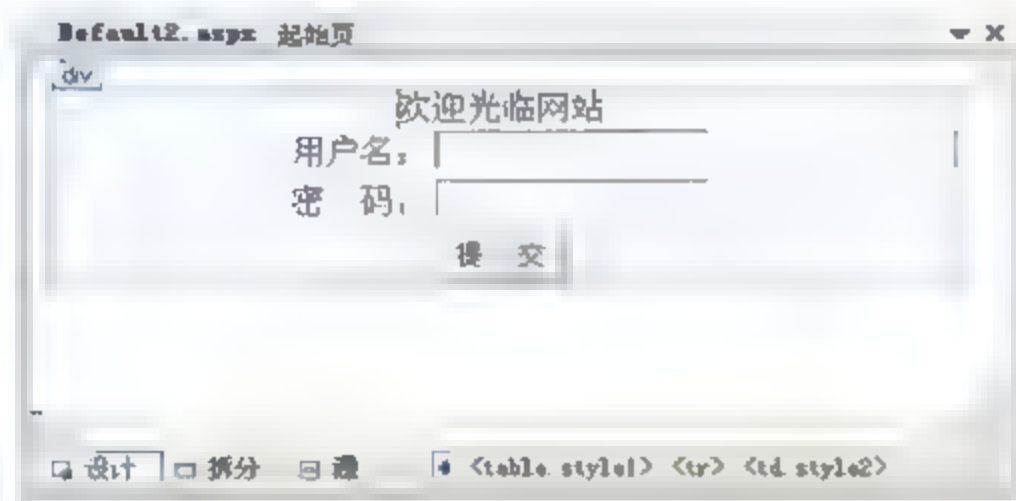 Default2.aspx 起始页
div
欢迎光临网站
用户名：
密 码：
提 交
设计 拆分 源 <table.style1> <tr> <td.style2>